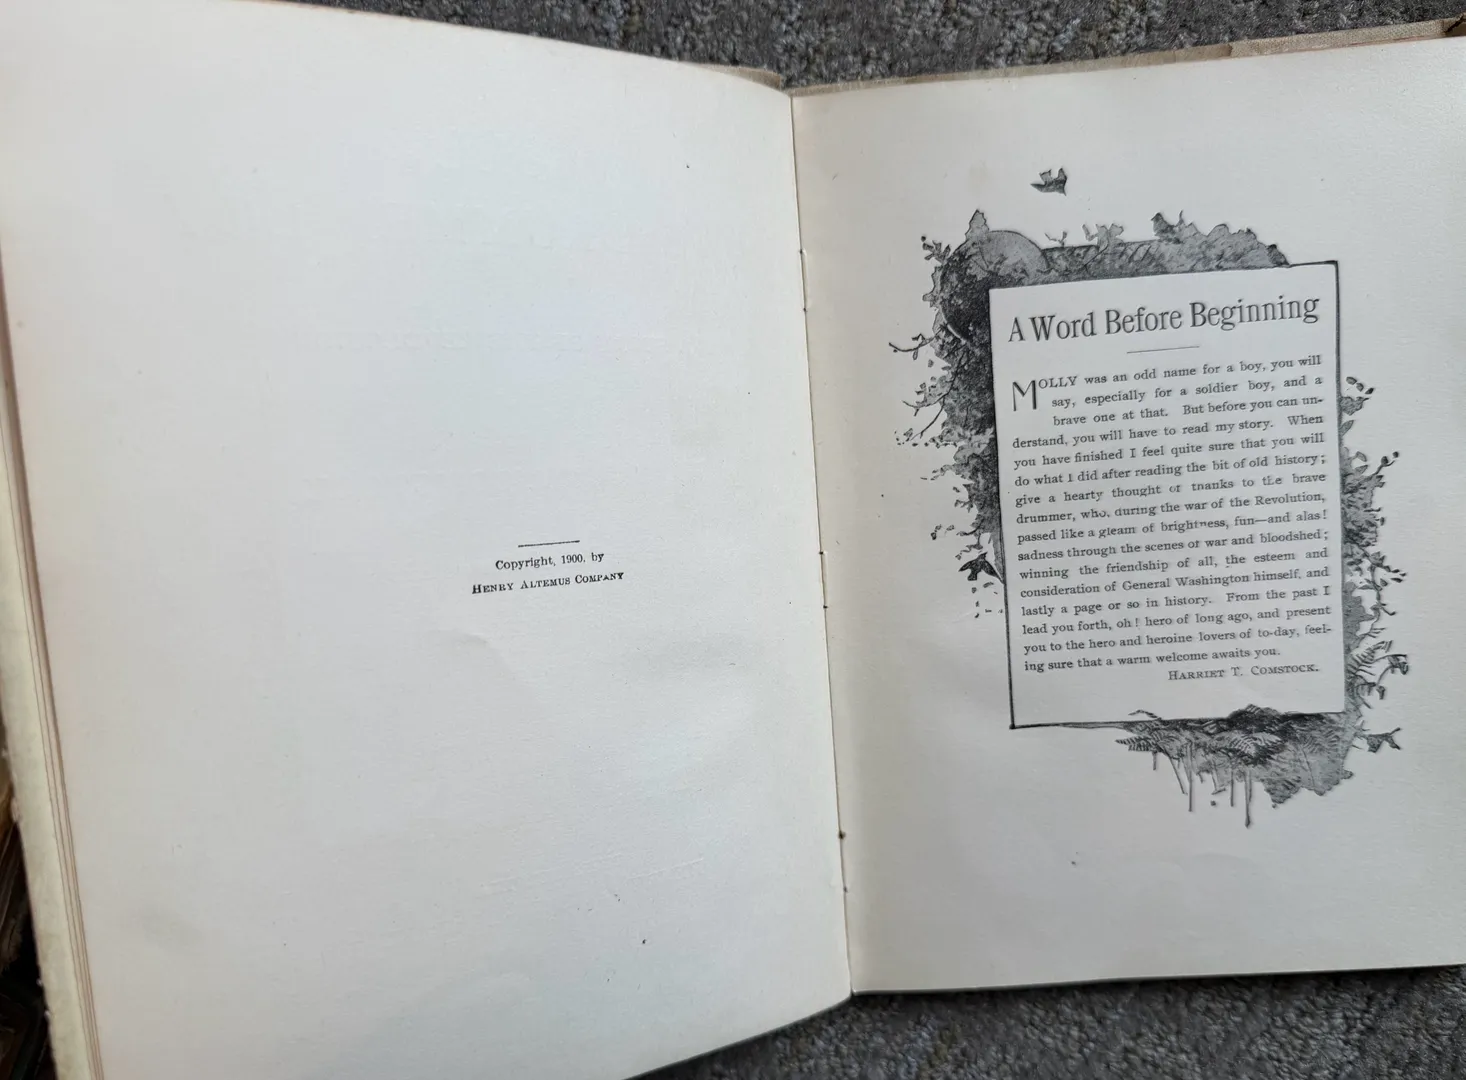 Copyright, 1900, by
HENRY ALTEMUS COMPANY
A Word Before Beginning
MOLLY was an odd name for a boy, you will
say, especially for a soldier boy, and a
brave one at that. But before you can un-
derstand, you will have to read my story. When
you have finished I feel quite sure that you will
do what I did after reading the bit of old history;
give a hearty thought of thanks to the brave
drummer, who, during the war of the Revolution,
passed like a gleam of brightness, fun—and alas!
sadness through the scenes of war and bloodshed;
winning the friendship of all, the esteem and
consideration of General Washington himself, and
lastly a page or so in history. From the past I
lead you forth, oh! hero of long ago, and present
you to the hero and heroine lovers of to-day, feel-
ing sure that a warm welcome awaits you.
HARRIET T. COMSTOCK.